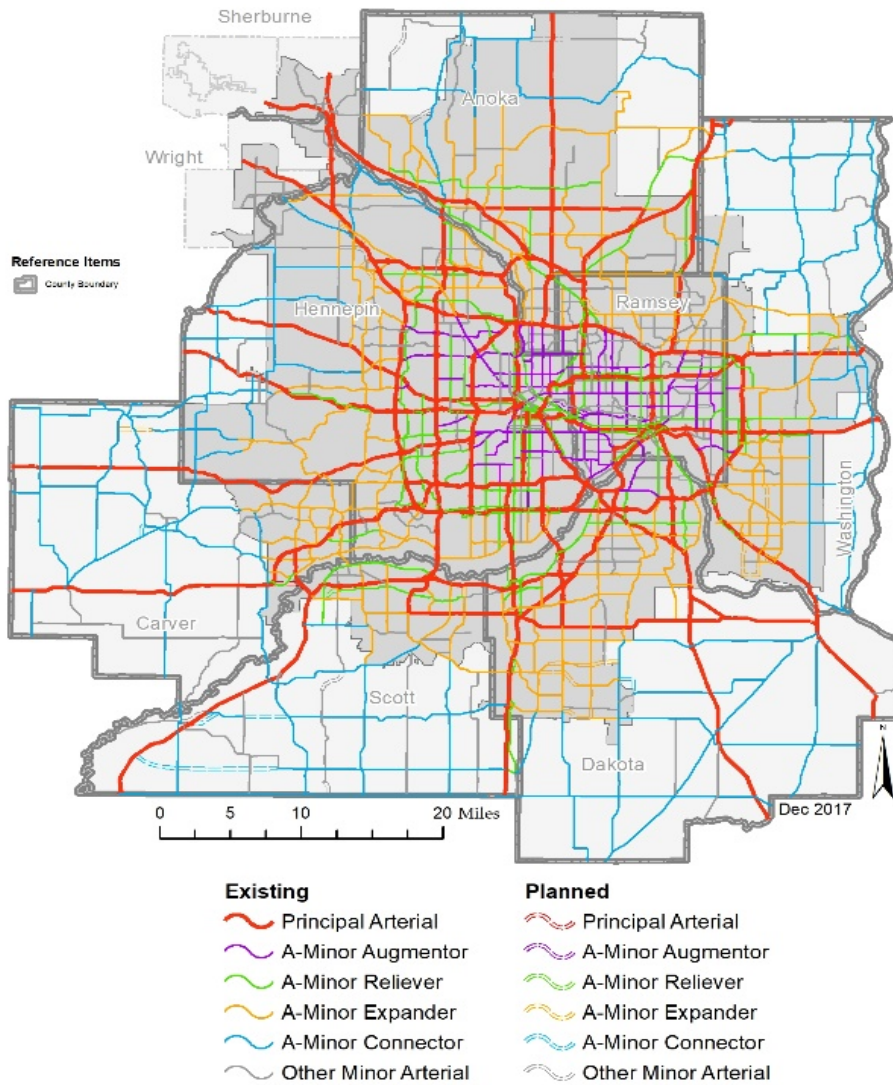 Sherburne
Anoka
Wright
Reference Items
County Boundary
Hennepin
Ramsey
Washington
Carver
Scott
Dakota
N
Dec 2017
0 5 10 20 Miles
Existing
Principal Arterial
A-Minor Augmentor
A-Minor Reliever
A-Minor Expander
A-Minor Connector
Other Minor Arterial
Planned
Principal Arterial
A-Minor Augmentor
A-Minor Reliever
A-Minor Expander
A-Minor Connector
Other Minor Arterial